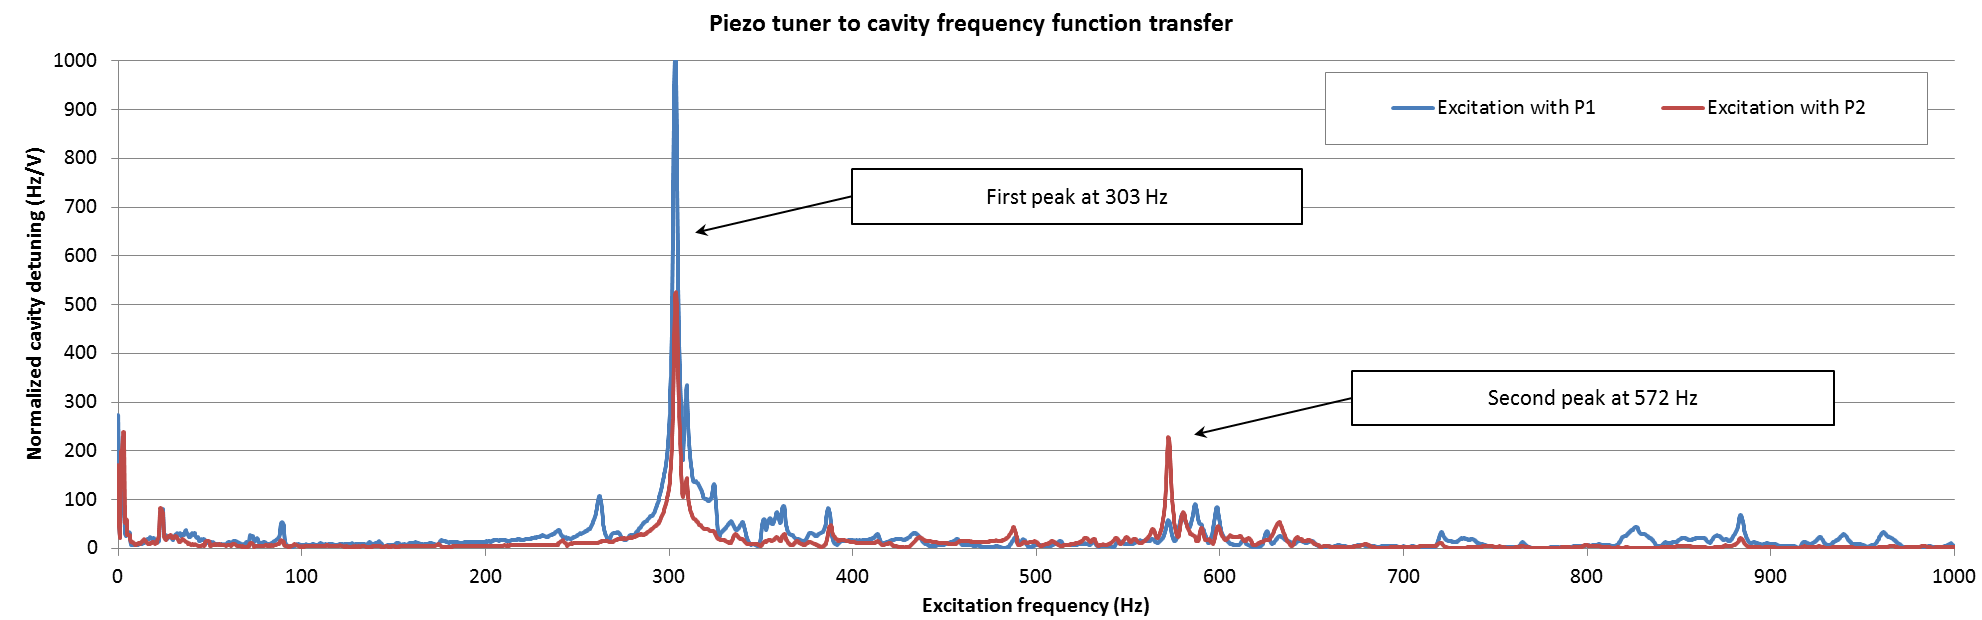 Piezo tuner to cavity frequency function transfer
Normalized cavity detuning (Hz/V)
1000
900
800
700
600
500
400
300
200
100
0
Excitation with P1 Excitation with P2
First peak at 303 Hz
Second peak at 572 Hz
0 100 200 300 400 500 600 700 800 900 1000
Excitation frequency (Hz)